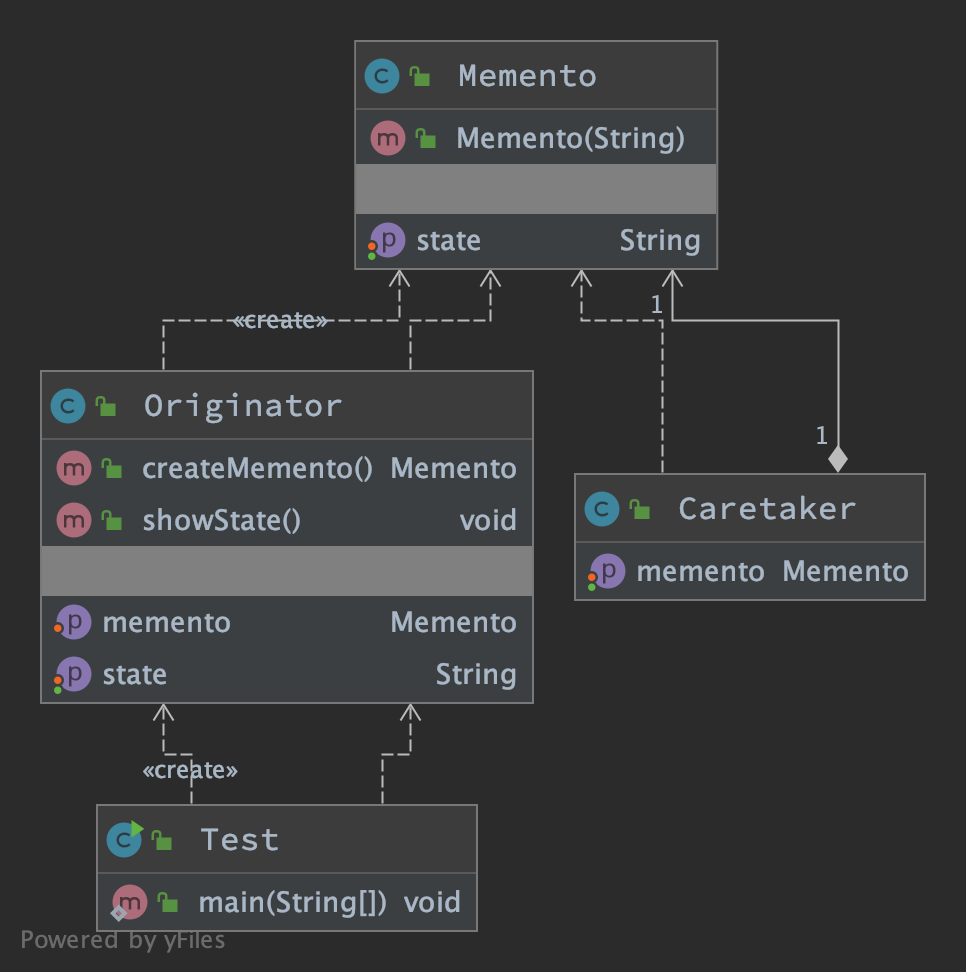 Memento
Memento(String)
state String
«create»
1
Originator
createMemento() Memento
showState() void
memento Memento
state String
1
Caretaker
memento Memento
«create»
Test
main(String[]) void
Powered by yFiles